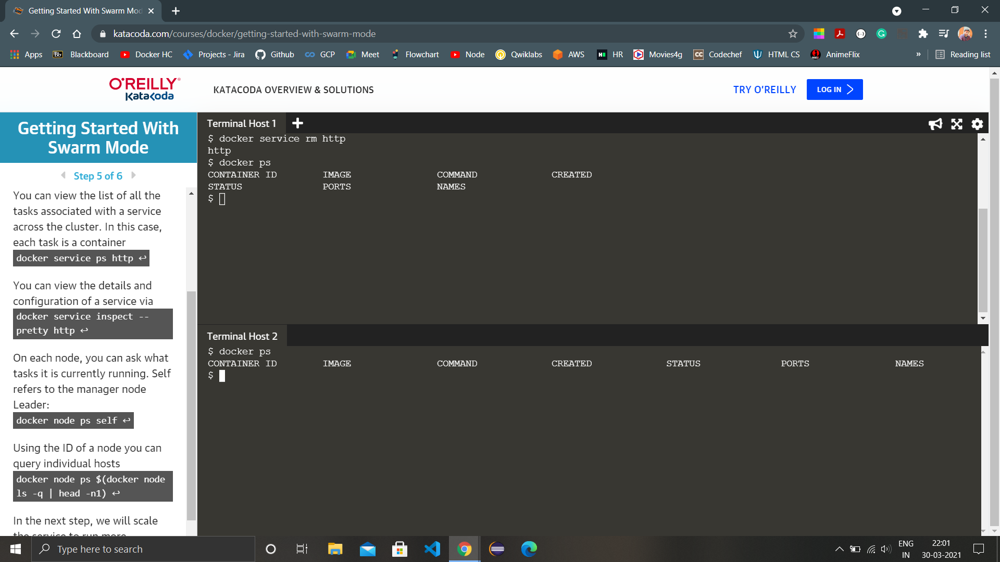 Getting Started With Swarm Mod
katacoda.com/courses/docker/getting-started-with-swarm-mode
Apps
Bb
Blackboard
Docker HC
Projects - Jira
Github
GCP
Meet
Flowchart
Node
Qwiklabs
AWS
HR
Movies4g
CC
Codechef
HTML CS
AnimeFlix
»
Reading list
O'REILLY®
Katacoda
KATACODA OVERVIEW & SOLUTIONS
TRY O'REILLY
LOG IN
Getting Started With
Swarm Mode
Step 5 of 6
You can view the list of all the
tasks associated with a service
across the cluster. In this case,
each task is a container
docker service ps http ↩
You can view the details and
configuration of a service via
docker service inspect --
pretty http ↩
On each node, you can ask what
tasks it is currently running. Self
refers to the manager node
Leader:
docker node ps self ↩
Using the ID of a node you can
query individual hosts
docker node ps $(docker node
ls -q | head -n1) ↩
In the next step, we will scale
the service to run more
Terminal Host 1
$ docker service rm http
http
$ docker ps
CONTAINER ID IMAGE COMMAND CREATED
STATUS PORTS NAMES
$
Terminal Host 2
$ docker ps
CONTAINER ID IMAGE COMMAND CREATED STATUS PORTS NAMES
$
Type here to search
ENG
IN
22:01
30-03-2021